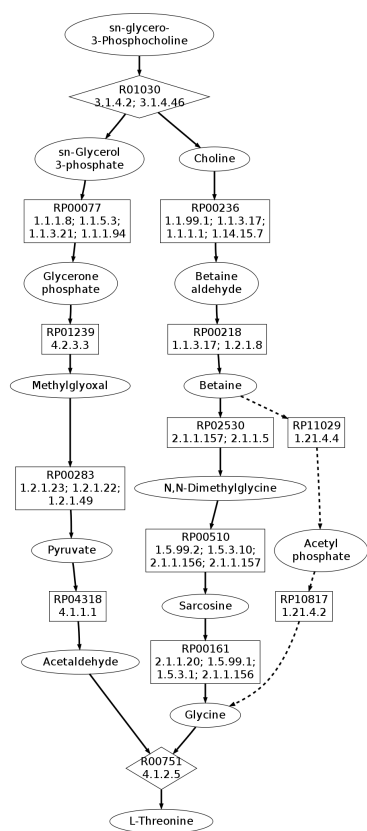 sn-glycero-
3-Phosphocholine
R01030
3.1.4.2; 3.1.4.46
sn-Glycerol
3-phosphate
Choline
RP00077
1.1.1.8; 1.1.5.3;
1.1.3.21; 1.1.1.94
RP00236
1.1.99.1; 1.1.3.17;
1.1.1.1; 1.14.15.7
Glycerone
phosphate
Betaine
aldehyde
RP01239
4.2.3.3
RP00218
1.1.3.17; 1.2.1.8
Methylglyoxal
Betaine
RP02530
2.1.1.157; 2.1.1.5
RP11029
1.21.4.4
RP00283
1.2.1.23; 1.2.1.22;
1.2.1.49
N,N-Dimethylglycine
Pyruvate
RP00510
1.5.99.2; 1.5.3.10;
2.1.1.156; 2.1.1.157
Acetyl
phosphate
RP04318
4.1.1.1
Sarcosine
RP10817
1.21.4.2
Acetaldehyde
RP00161
2.1.1.20; 1.5.99.1;
1.5.3.1; 2.1.1.156
Glycine
R00751
4.1.2.5
L-Threonine